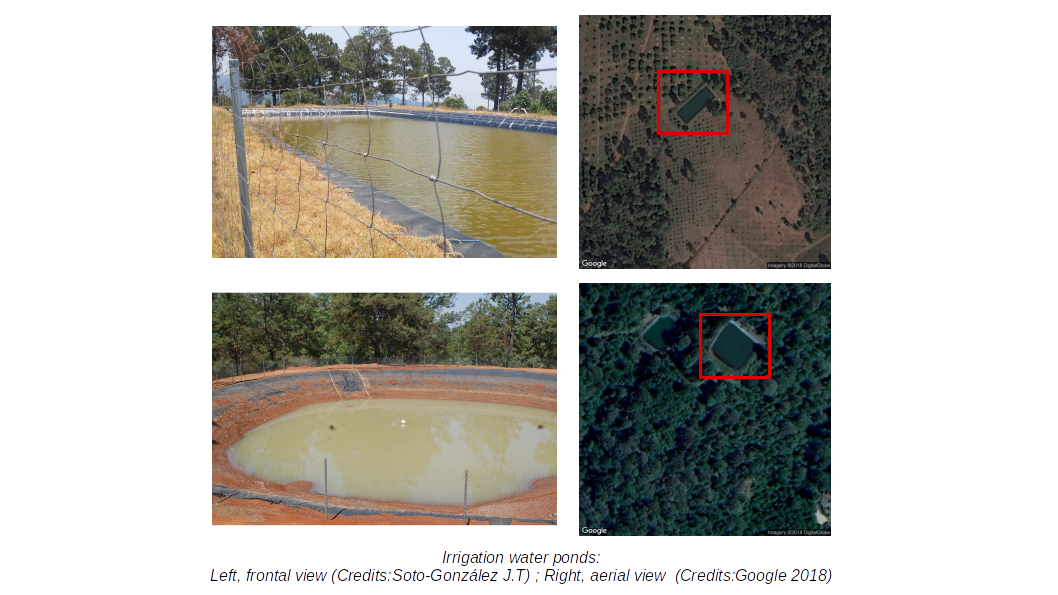 Google
Imagery ©2018 DigitalGlobe
Google
Imagery ©2018 DigitalGlobe
Irrigation water ponds:
Left, frontal view (Credits:Soto-González J.T) ; Right, aerial view (Credits:Google 2018)